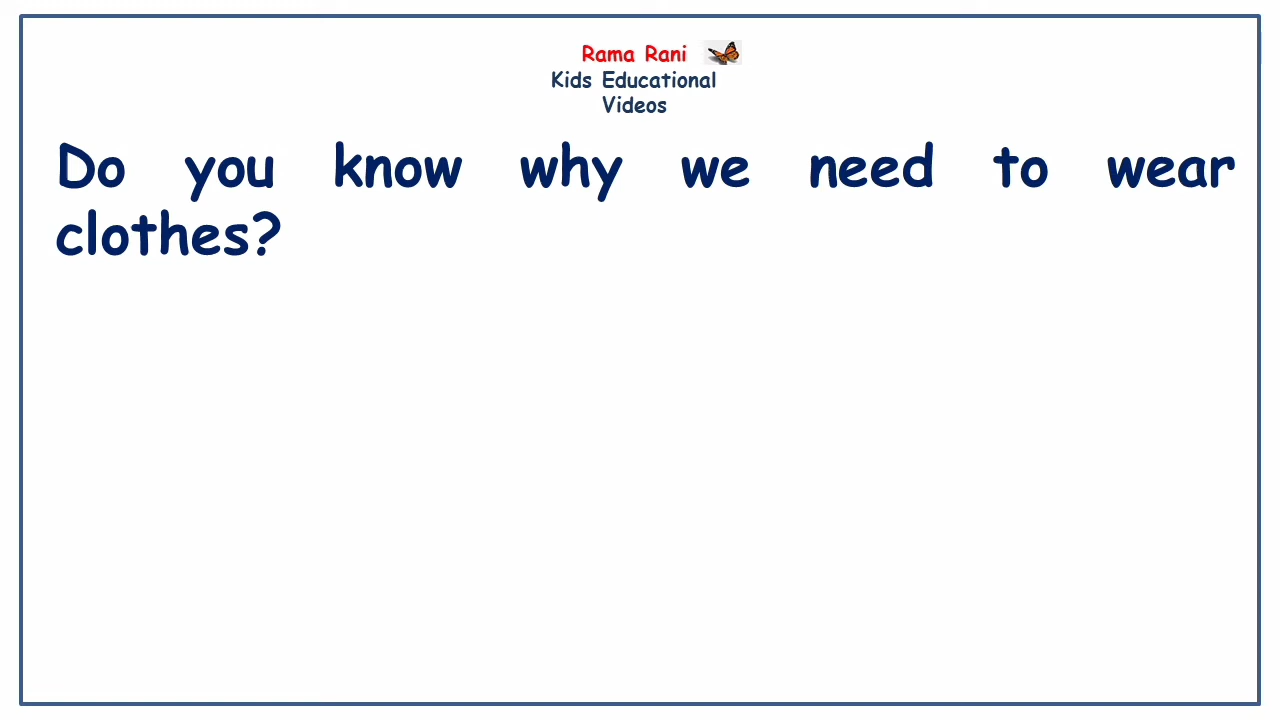 Rama Rani
Kids Educational
Videos
Do you know why we need to wear
clothes?